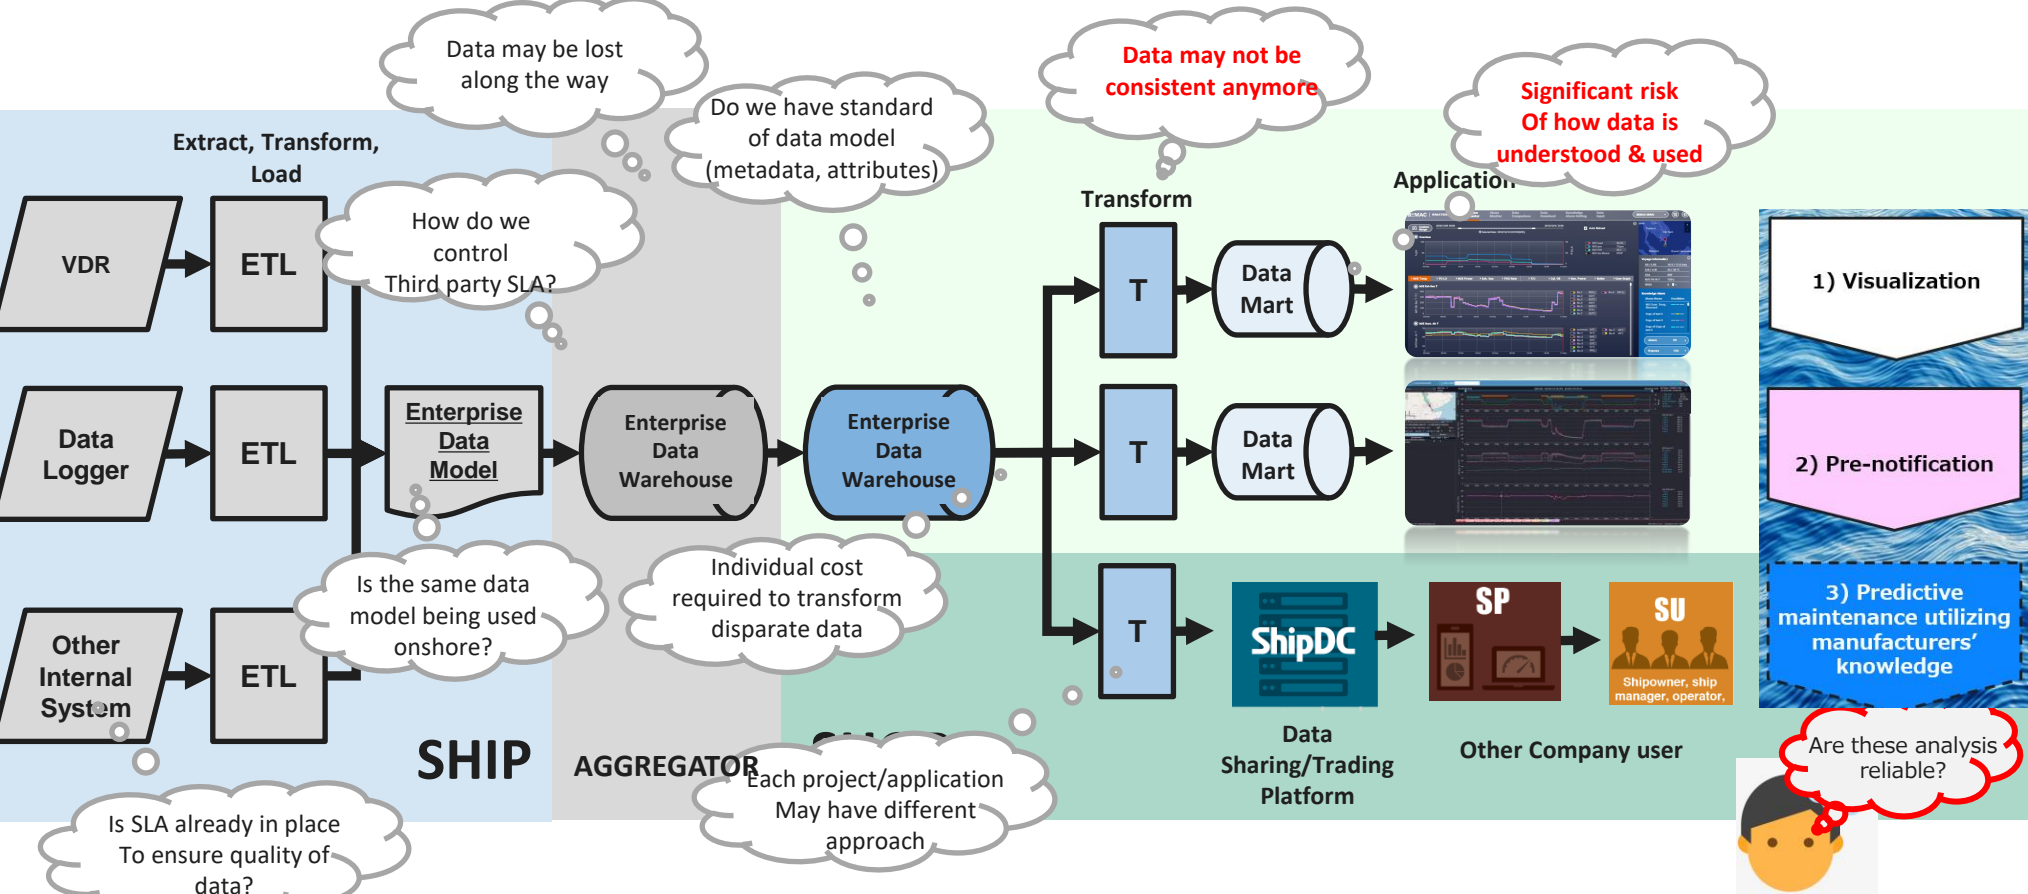 Data may be lost
along the way
Do we have standard
of data model
(metadata, attributes)
Data may not be
consistent anymore
Significant risk
Of how data is
understood & used
Extract, Transform,
Load
How do we
control
Third party SLA?
Transform
Application
VDR
ETL
T
Data
Mart
1) Visualization
Data
Logger
ETL
Enterprise
Data
Model
Enterprise
Data
Warehouse
Enterprise
Data
Warehouse
T
Data
Mart
2) Pre-notification
Is the same data
model being used
onshore?
Individual cost
required to transform
disparate data
Other
Internal
System
ETL
T
ShipDC
SP
SU
Shipowner, ship
manager, operator,
3) Predictive
maintenance utilizing
manufacturers'
knowledge
SHIP
AGGREGATOR
Data
Sharing/Trading
Platform
Other Company user
Are these analysis
reliable?
Each project/application
May have different
approach
Is SLA already in place
To ensure quality of
data?